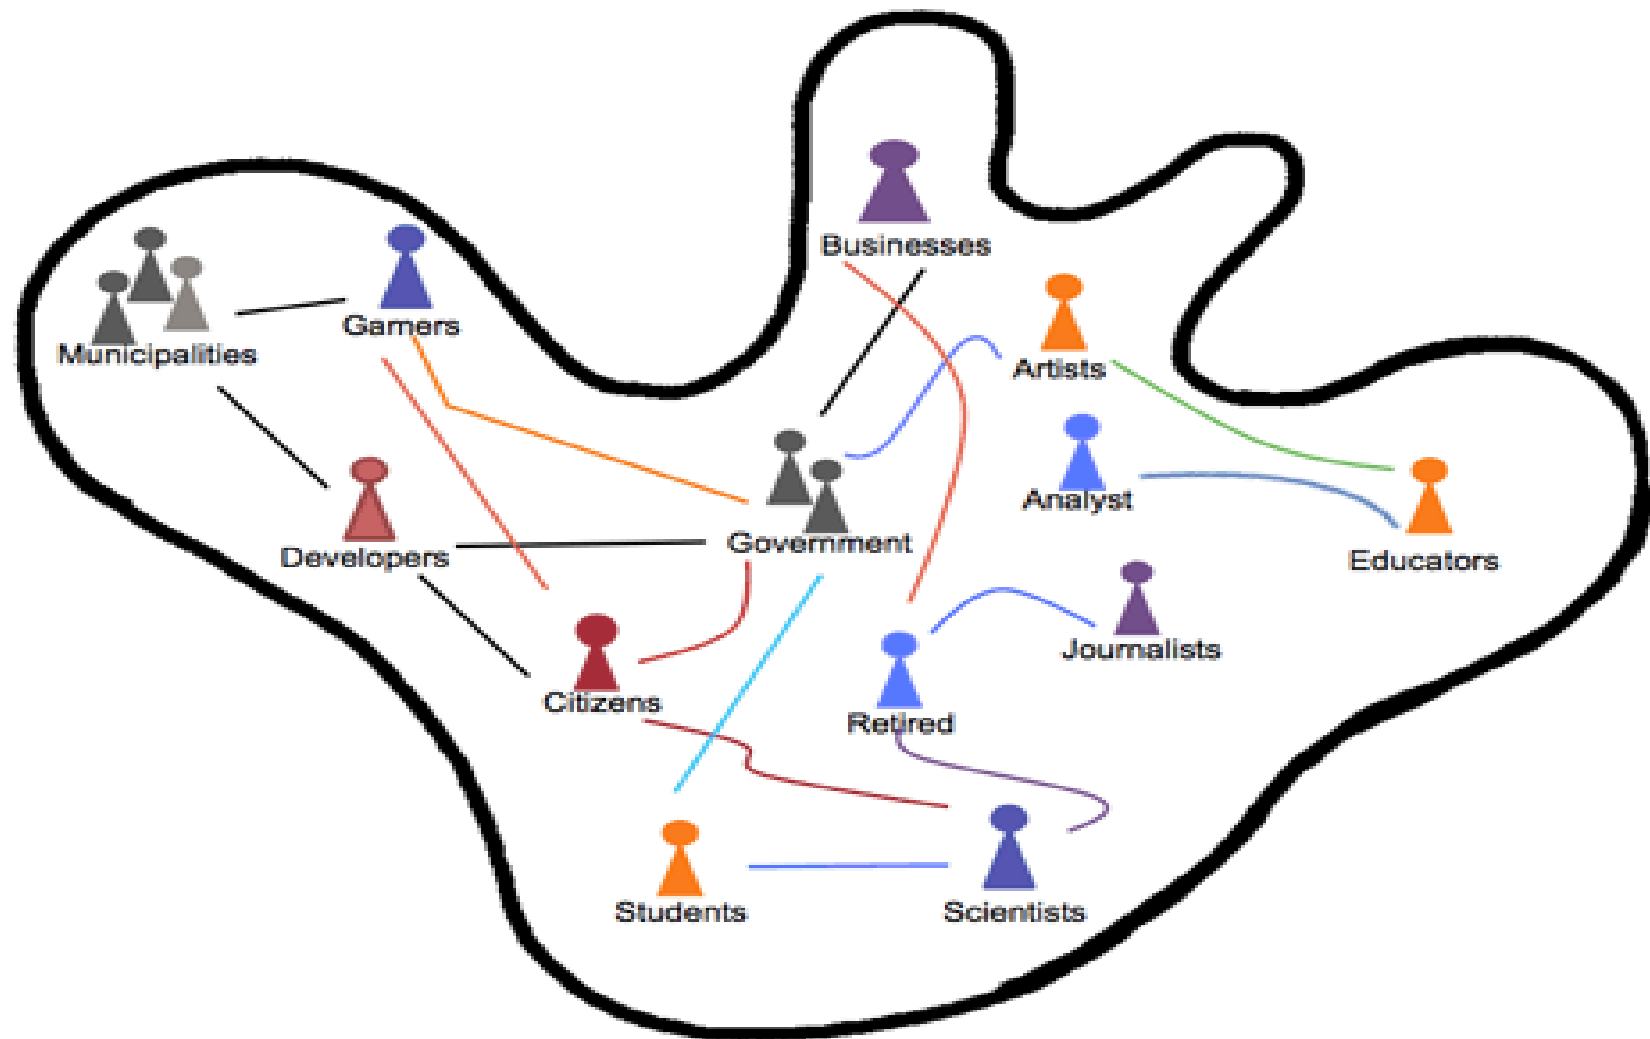 Businesses
Gamers
Municipalities
Artists
Analyst
Government
Developers
Educators
Journalists
Citizens
Retired
Students
Scientists